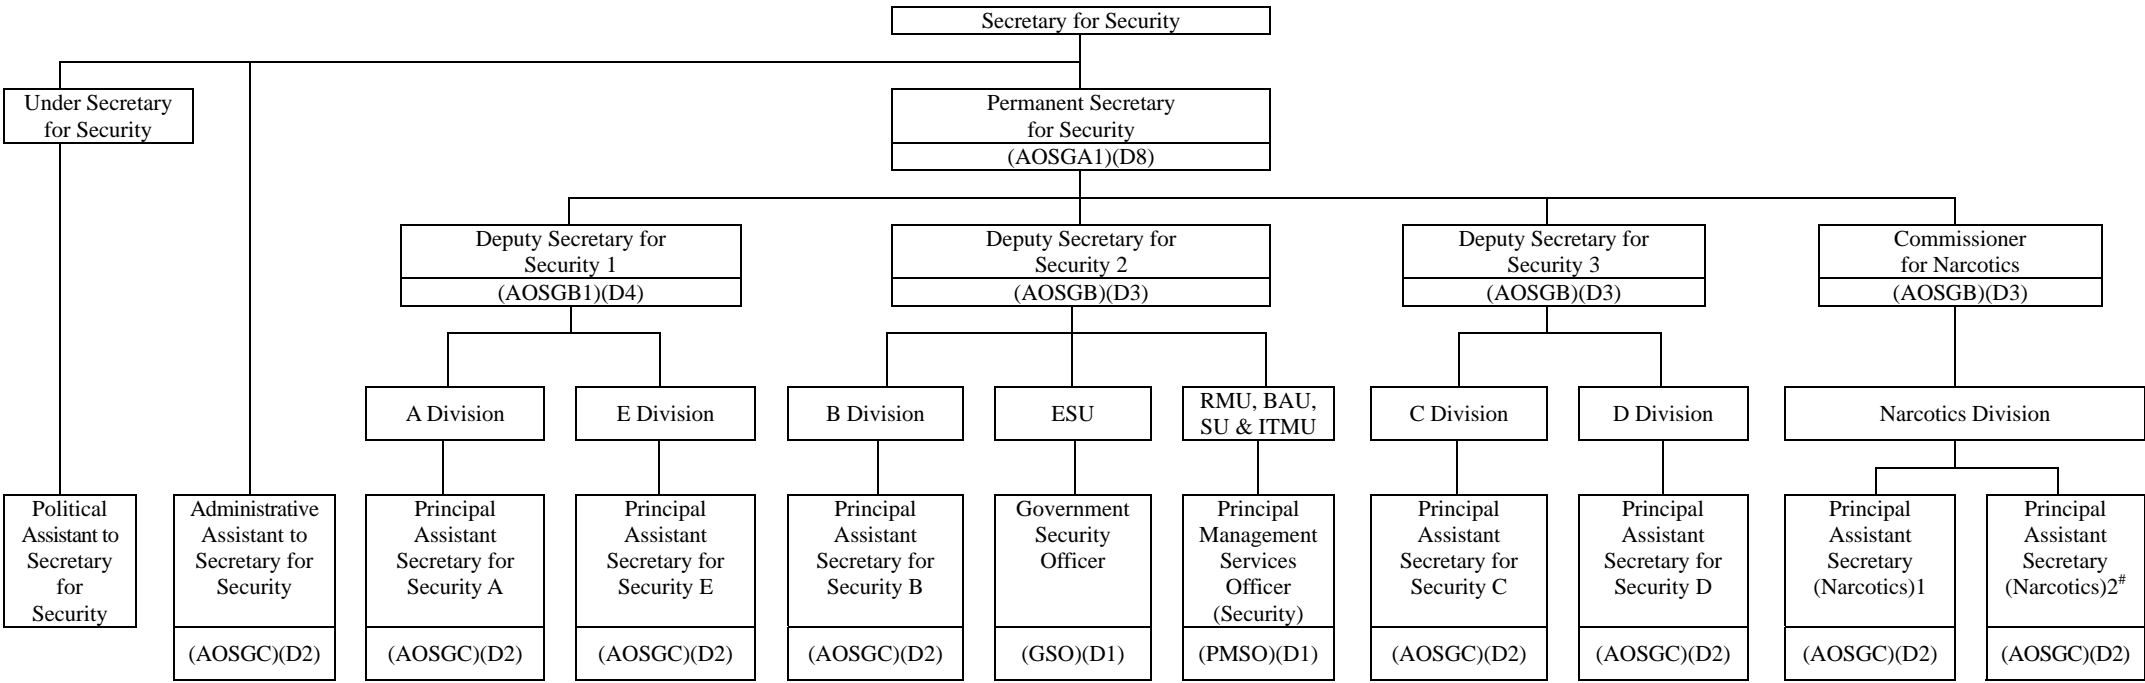 Secretary for Security
Under Secretary
for Security
Permanent Secretary
for Security
(AOSGA1)(D8)
Deputy Secretary for
Security 1
(AOSGB1)(D4)
Deputy Secretary for
Security 2
(AOSGB)(D3)
Deputy Secretary for
Security 3
(AOSGB)(D3)
Commissioner
for Narcotics
(AOSGB)(D3)
A Division
E Division
B Division
ESU
RMU, BAU,
SU & ITMU
C Division
D Division
Narcotics Division
Political
Assistant to
Secretary
for
Security
Administrative
Assistant to
Secretary for
Security
(AOSGC)(D2)
Principal
Assistant
Secretary for
Security A
(AOSGC)(D2)
Principal
Assistant
Secretary for
Security E
(AOSGC)(D2)
Principal
Assistant
Secretary for
Security B
(AOSGC)(D2)
Government
Security
Officer
(GSO)(D1)
Principal
Management
Services
Officer
(Security)
(PMSO)(D1)
Principal
Assistant
Secretary for
Security C
(AOSGC)(D2)
Principal
Assistant
Secretary for
Security D
(AOSGC)(D2)
Principal
Assistant
Secretary
(Narcotics)1
(AOSGC)(D2)
Principal
Assistant
Secretary
(Narcotics)2#
(AOSGC)(D2)